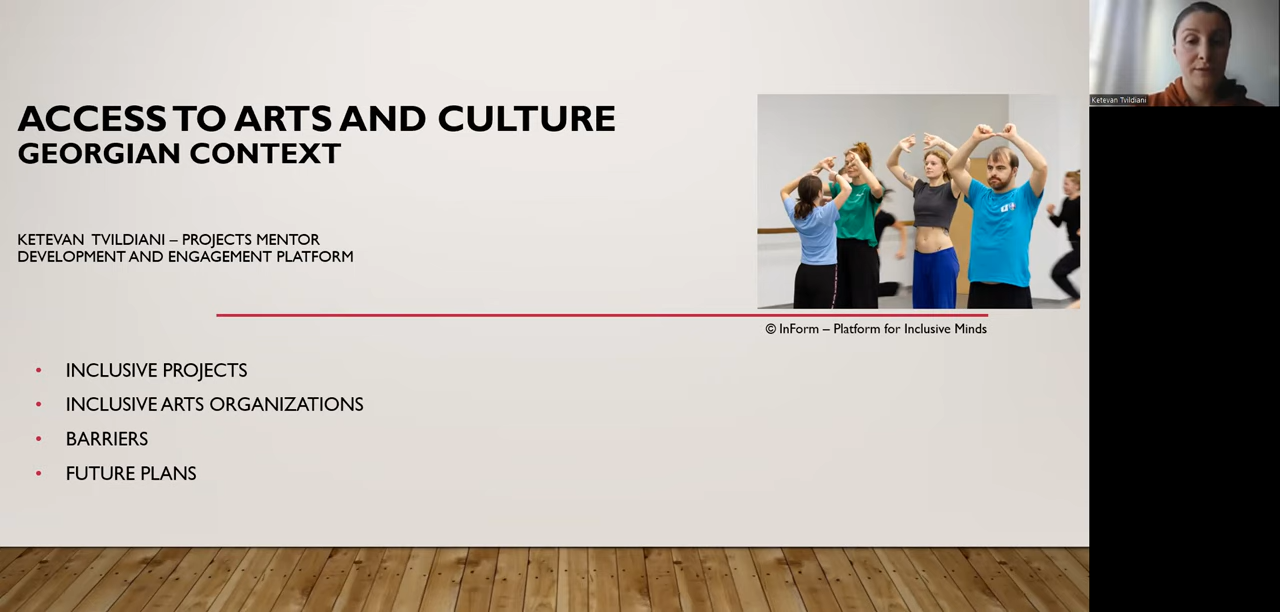 ACCESS TO ARTS AND CULTURE
GEORGIAN CONTEXT
KETEVAN TVILDIANI – PROJECTS MENTOR
DEVELOPMENT AND ENGAGEMENT PLATFORM
© InForm – Platform for Inclusive Minds
• INCLUSIVE PROJECTS
• INCLUSIVE ARTS ORGANIZATIONS
• BARRIERS
• FUTURE PLANS
Ketevan Tvildiani